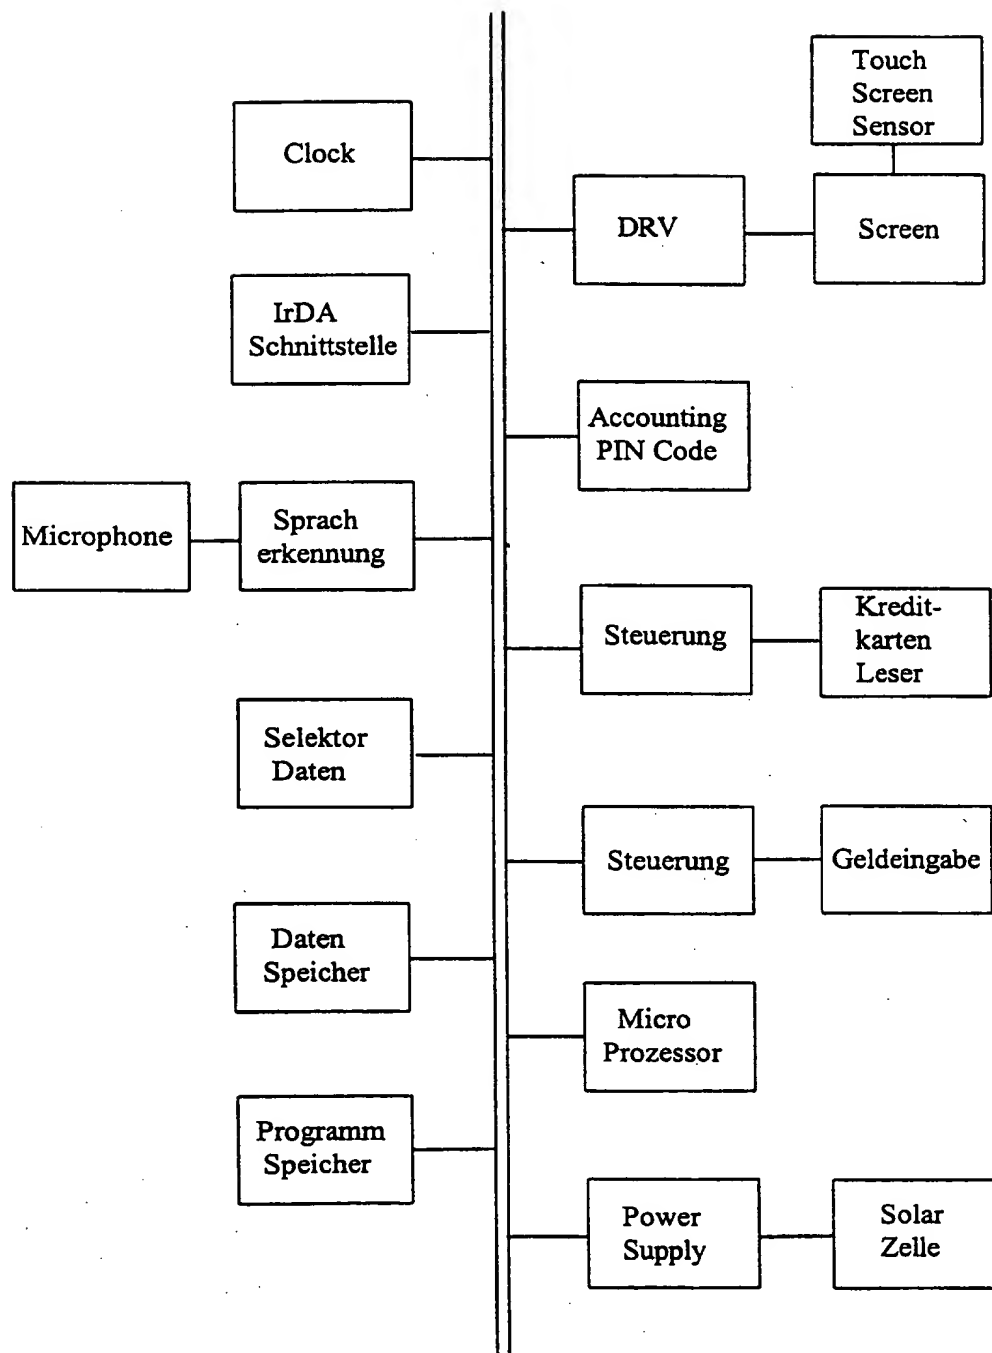 Touch
Screen
Sensor
Clock
DRV
Screen
IrDA
Schnittstelle
Accounting
PIN Code
Microphone
Sprach
erkennung
Steuerung
Kredit-
karten
Leser
Selektor
Daten
Steuerung
Geldeingabe
Daten
Speicher
Micro
Prozessor
Programm
Speicher
Power
Supply
Solar
Zelle